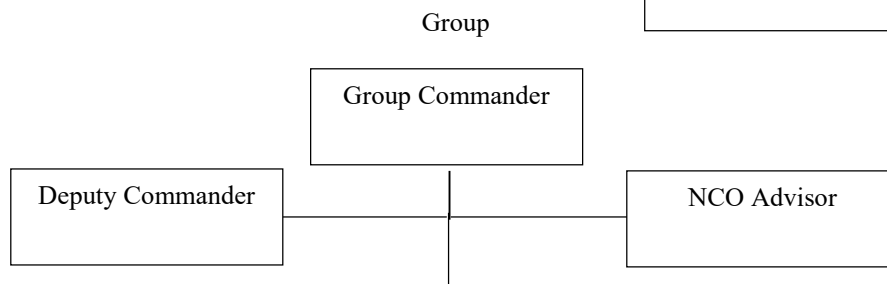 Group
Group Commander
Deputy Commander
NCO Advisor